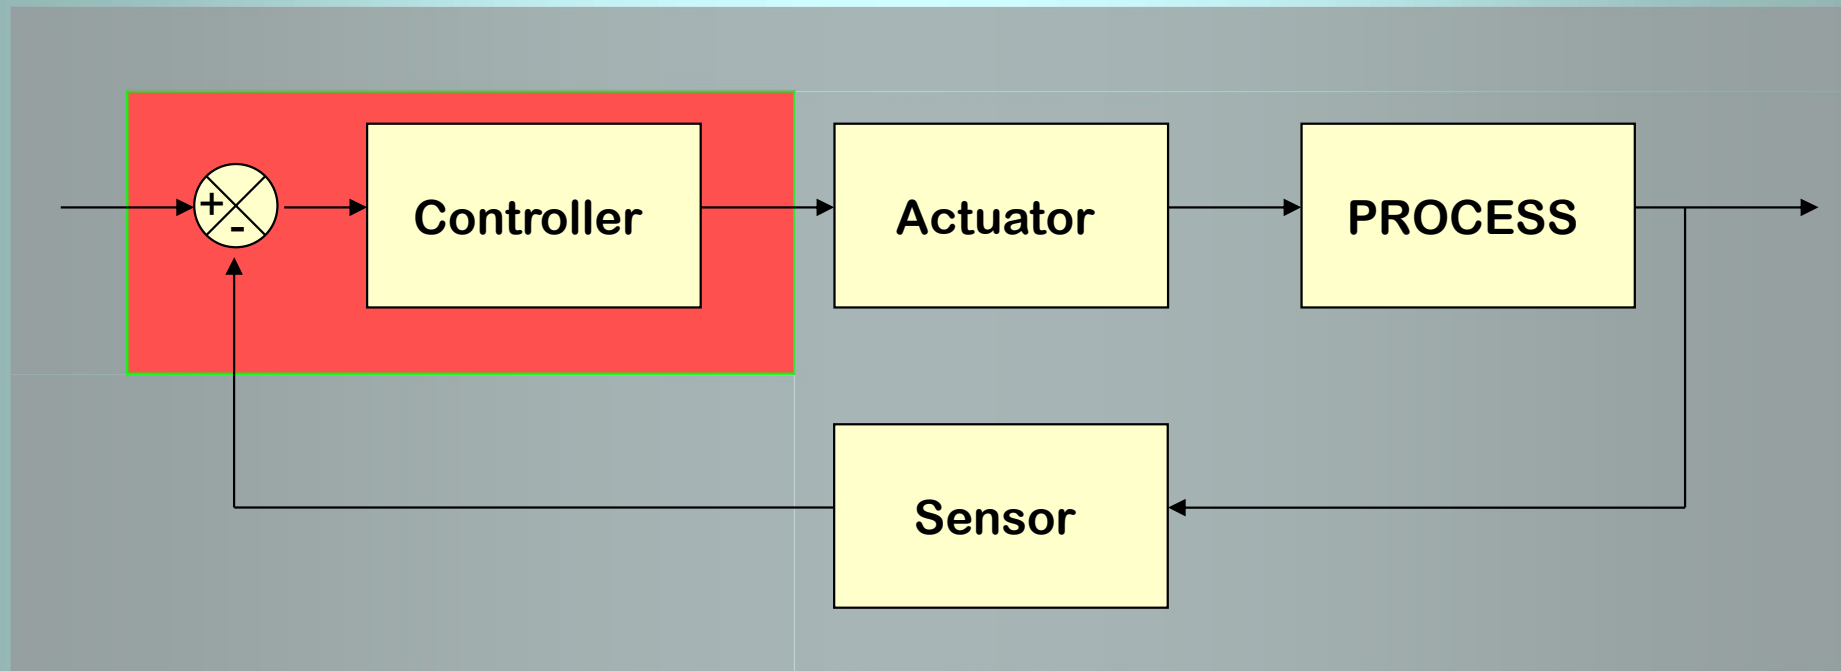 +
-
Controller
Actuator
PROCESS
Sensor